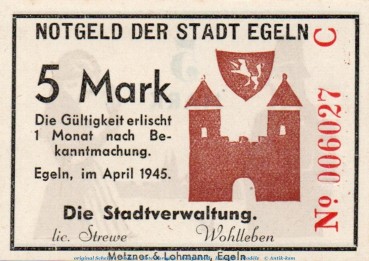 NOTGELD DER STADT EGELN
5 Mark
Die Gültigkeit erlischt
1 Monat nach Be-
kanntmachung.
Egeln, im April 1945.
Die Stadtverwaltung.
lic. Strewe Wohlleben
Metzner & Lohmann, Egeln
C
No 006027